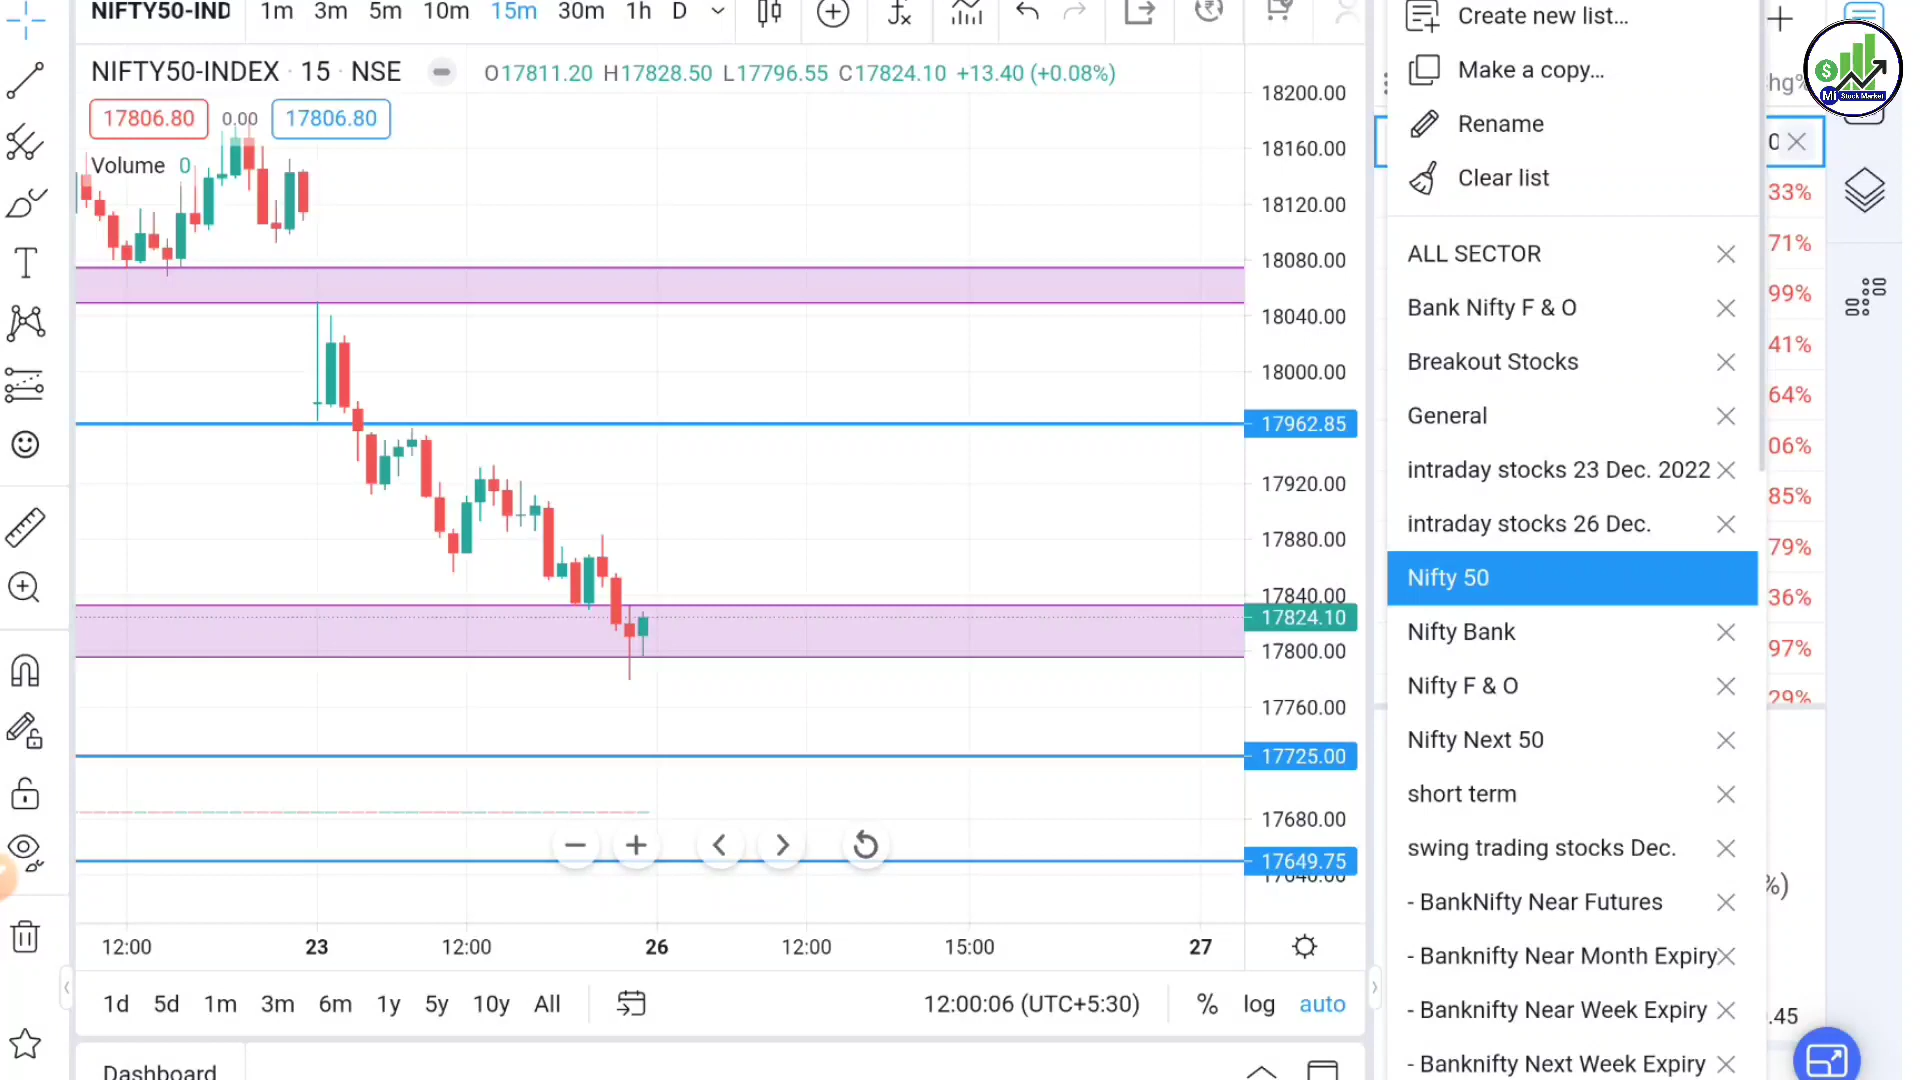 NIFTY50-IND
1m 3m 5m 10m 15m 30m 1h D
NIFTY50-INDEX · 15 · NSE
O17811.20 H17828.50 L17796.55 C17824.10 +13.40 (+0.08%)
17806.80 0.00 17806.80
Volume 0
18200.00
18160.00
18120.00
18080.00
18040.00
18000.00
17962.85
17920.00
17880.00
17840.00
17824.10
17800.00
17760.00
17725.00
17680.00
17649.75
17640.00
12:00 23 12:00 26 12:00 15:00 27
1d 5d 1m 3m 6m 1y 5y 10y All
12:00:06 (UTC+5:30) % log auto
Dashboard
Create new list...
Make a copy...
Rename
Clear list
ALL SECTOR
Bank Nifty F & O
Breakout Stocks
General
intraday stocks 23 Dec. 2022
intraday stocks 26 Dec.
Nifty 50
Nifty Bank
Nifty F & O
Nifty Next 50
short term
swing trading stocks Dec.
- BankNifty Near Futures
- Banknifty Near Month Expiry
- Banknifty Near Week Expiry
- Banknifty Next Week Expiry
hg%
0
33%
71%
99%
41%
64%
06%
85%
79%
36%
97%
29%
%)
.45
$
Mi Stock Market